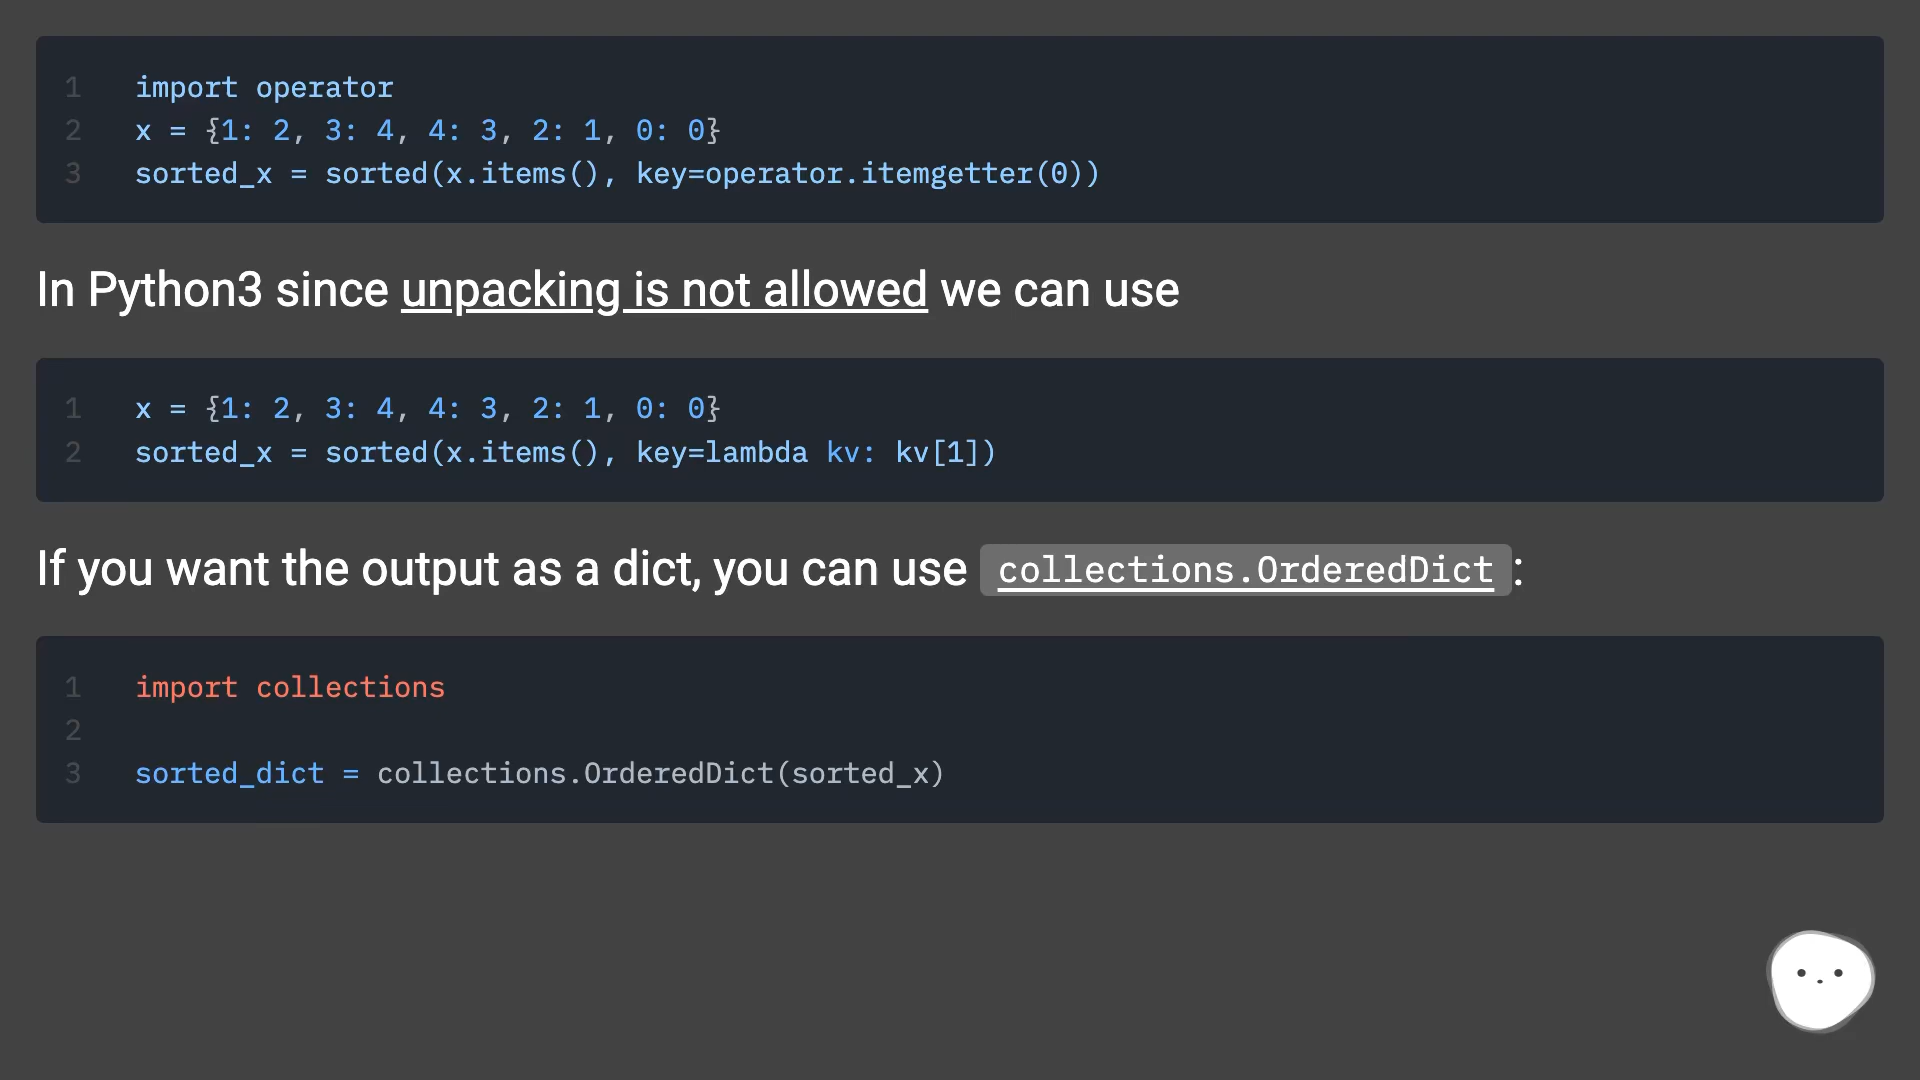 1 import operator
2 x = {1: 2, 3: 4, 4: 3, 2: 1, 0: 0}
3 sorted_x = sorted(x.items(), key=operator.itemgetter(0))
In Python3 since unpacking is not allowed we can use
1 x = {1: 2, 3: 4, 4: 3, 2: 1, 0: 0}
2 sorted_x = sorted(x.items(), key=lambda kv: kv[1])
If you want the output as a dict, you can use collections.OrderedDict:
1 import collections
2
3 sorted_dict = collections.OrderedDict(sorted_x)